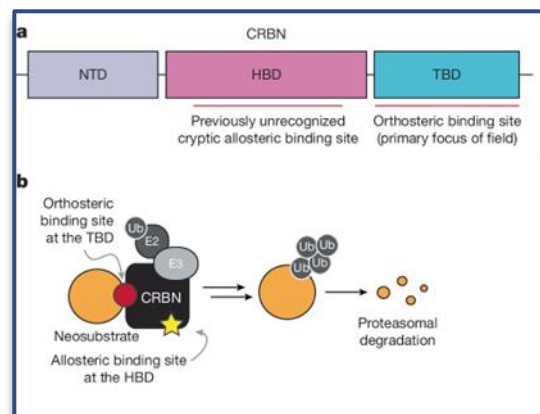 a
CRBN
NTD
HBD
TBD
Previously unrecognized
cryptic allosteric binding site
Orthosteric binding site
(primary focus of field)
b
Orthosteric
binding site
at the TBD
Ub
E2
E3
CRBN
Neosubstrate
Allosteric binding site
at the HBD
Ub
Ub
Ub
Ub
Proteasomal
degradation